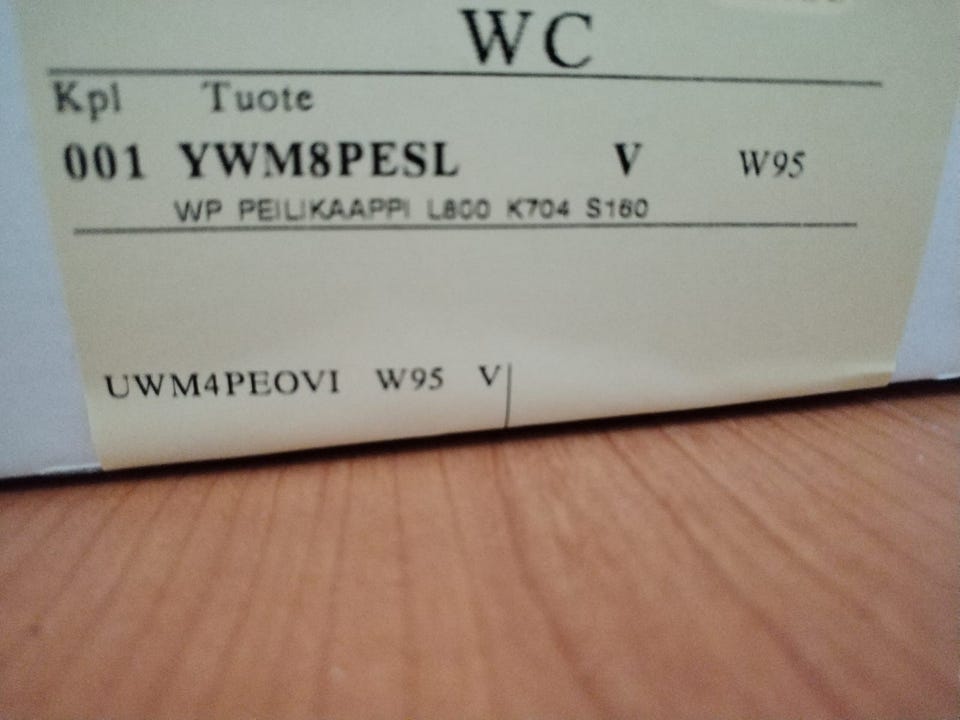 WC
Kpl Tuote
001 YWM8PESL V W95
WP PEILIKAAPPI L800 K704 S160
UWM4PEOVI W95 V